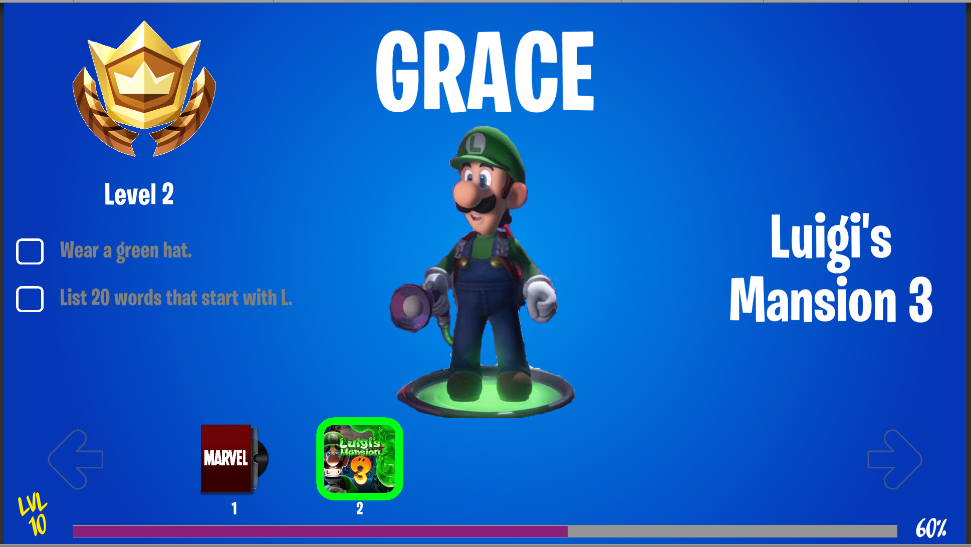 GRACE
Level 2
Wear a green hat.
List 20 words that start with L.
L
Luigi's
Mansion 3
MARVEL
Luigi's
Mansion
3
1
2
LVL
10
60%